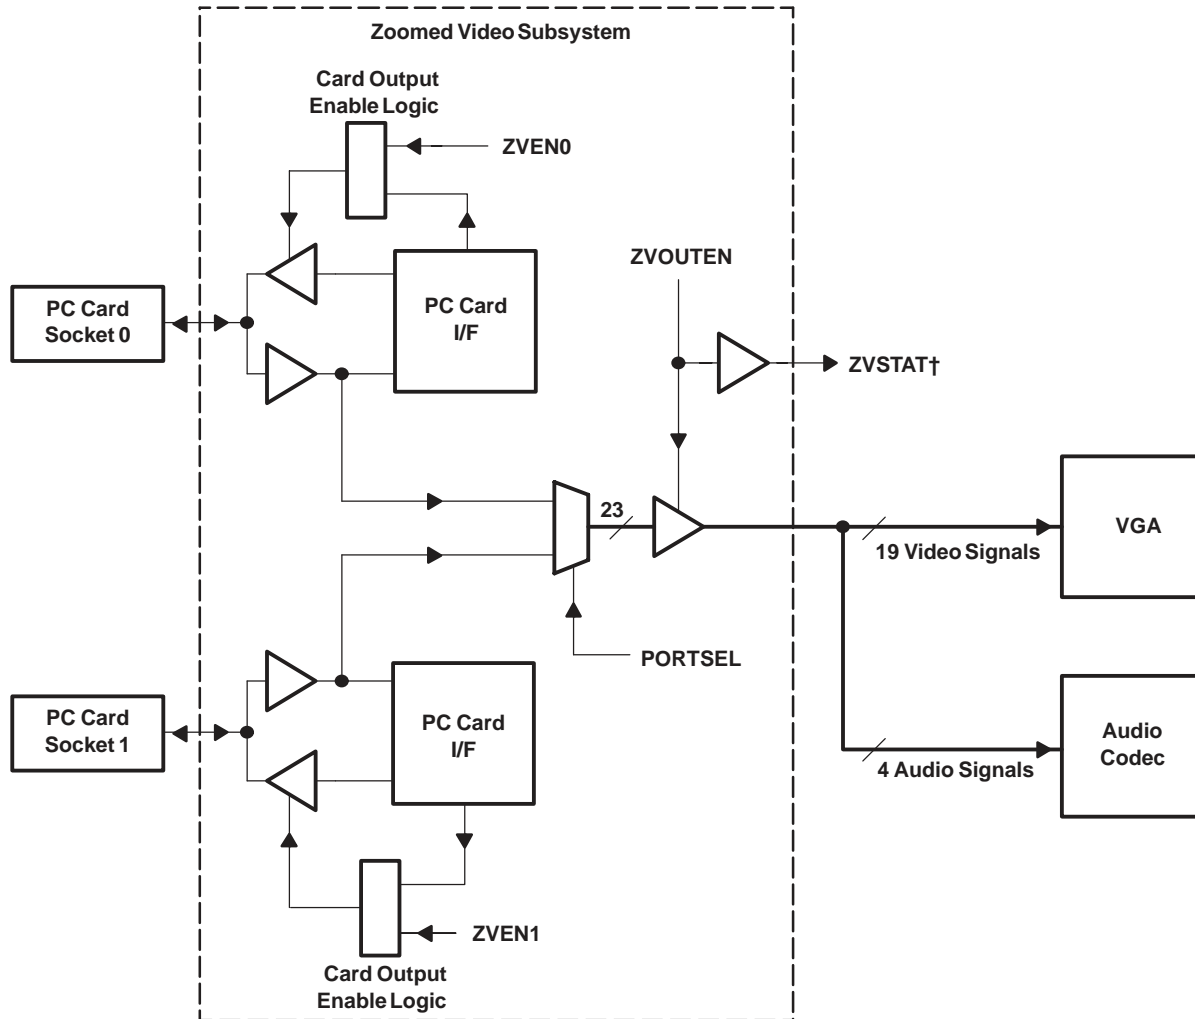 Zoomed Video Subsystem
Card Output
Enable Logic
ZVEN0
PC Card
Socket 0
PC Card
I/F
ZVOUTEN
ZVSTAT†
23
19 Video Signals
VGA
PORTSEL
PC Card
Socket 1
PC Card
I/F
4 Audio Signals
Audio
Codec
ZVEN1
Card Output
Enable Logic